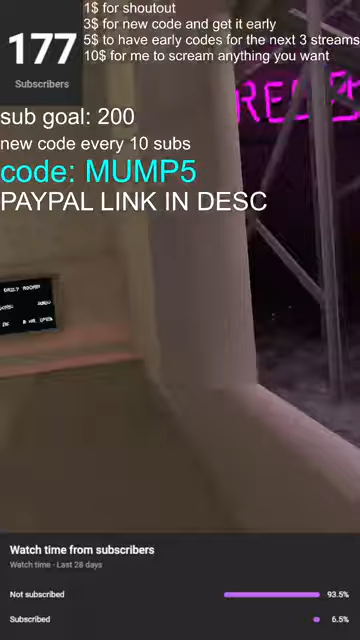 177
Subscribers
1$ for shoutout
3$ for new code and get it early
5$ to have early codes for the next 3 streams
10$ for me to scream anything you want
sub goal: 200
new code every 10 subs
code: MUMP5
PAYPAL LINK IN DESC
DAILY
Watch time from subscribers
Watch time · Last 28 days
Not subscribed 93.5%
Subscribed 6.5%